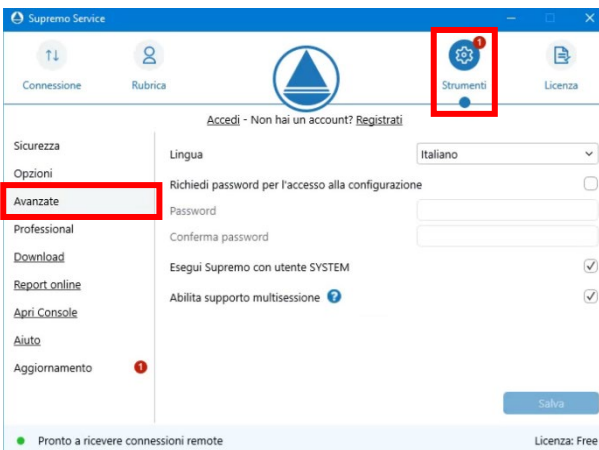 Supremo Service
Connessione
Rubrica
Strumenti
1
Licenza
Accedi - Non hai un account? Registrati
Sicurezza
Opzioni
Avanzate
Professional
Download
Report online
Apri Console
Aiuto
Aggiornamento 1
Lingua Italiano
Richiedi password per l'accesso alla configurazione
Password
Conferma password
Esegui Supremo con utente SYSTEM
Abilita supporto multisessione ?
Salva
Pronto a ricevere connessioni remote
Licenza: Free